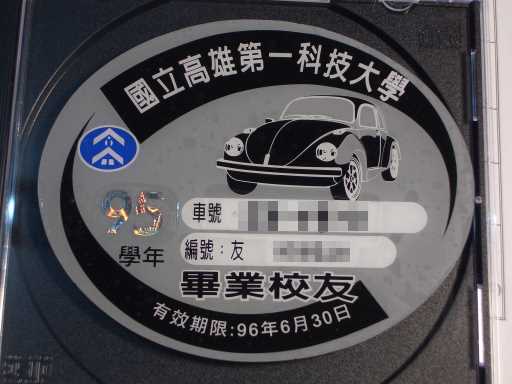 國立高雄第一科技大學
95
學年
車號
編號：友
畢業校友
有效期限:96年6月30日